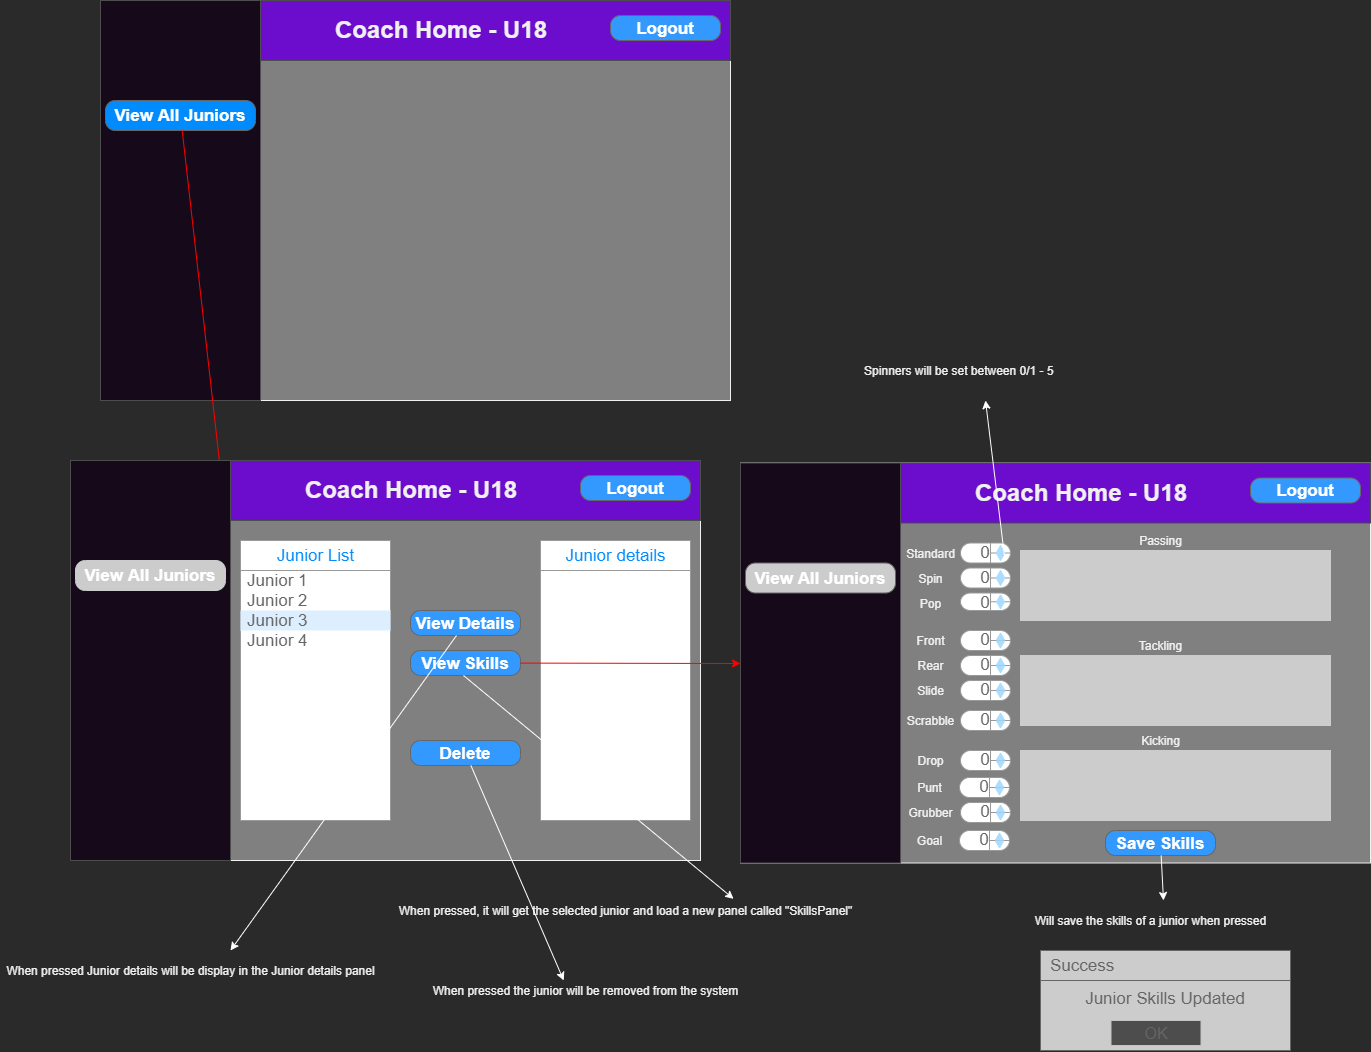 Coach Home - U18
Logout
View All Juniors
Spinners will be set between 0/1 - 5
Coach Home - U18
Logout
View All Juniors
Junior List
Junior 1
Junior 2
Junior 3
Junior 4
View Details
View Skills
Delete
Junior details
Coach Home - U18
Logout
View All Juniors
Standard 0
Spin 0
Pop 0
Passing
Front 0
Rear 0
Slide 0
Scrabble 0
Tackling
Drop 0
Punt 0
Grubber 0
Goal 0
Kicking
Save Skills
When pressed, it will get the selected junior and load a new panel called "SkillsPanel"
Will save the skills of a junior when pressed
When pressed Junior details will be display in the Junior details panel
When pressed the junior will be removed from the system
Success
Junior Skills Updated
OK